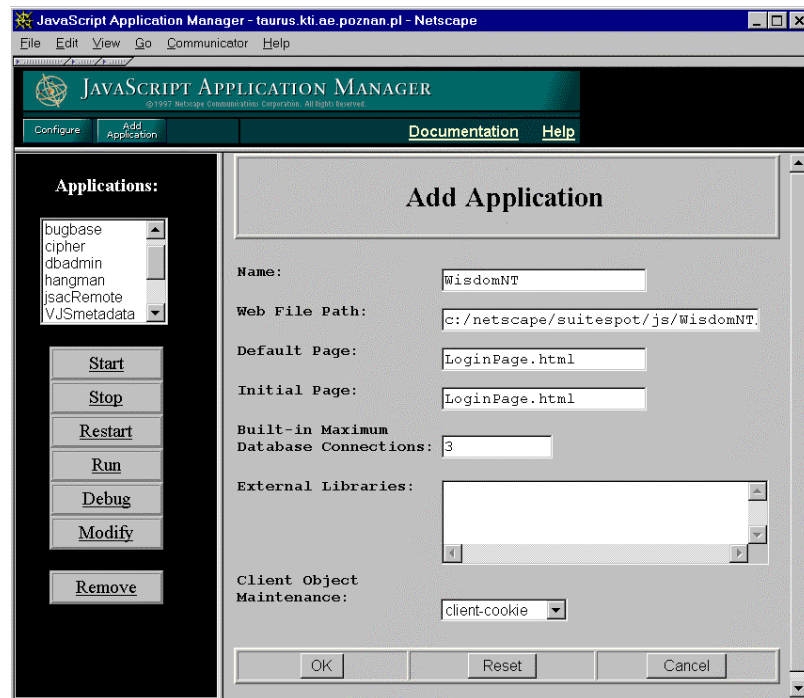 JavaScript Application Manager - taurus.kti.ae.poznan.pl - Netscape
File Edit View Go Communicator Help
JAVASCRIPT APPLICATION MANAGER
©1997 Netscape Communications Corporation. All Rights Reserved.
Configure
Add Application
Documentation Help
Applications:
bugbase
cipher
dbadmin
hangman
jsacRemote
VJSmetadata
Start
Stop
Restart
Run
Debug
Modify
Remove
Add Application
Name: WisdomNT
Web File Path: c:/netscape/suitespot/js/WisdomNT.
Default Page: LoginPage.html
Initial Page: LoginPage.html
Built-in Maximum
Database Connections: 3
External Libraries:
Client Object
Maintenance: client-cookie
OK Reset Cancel